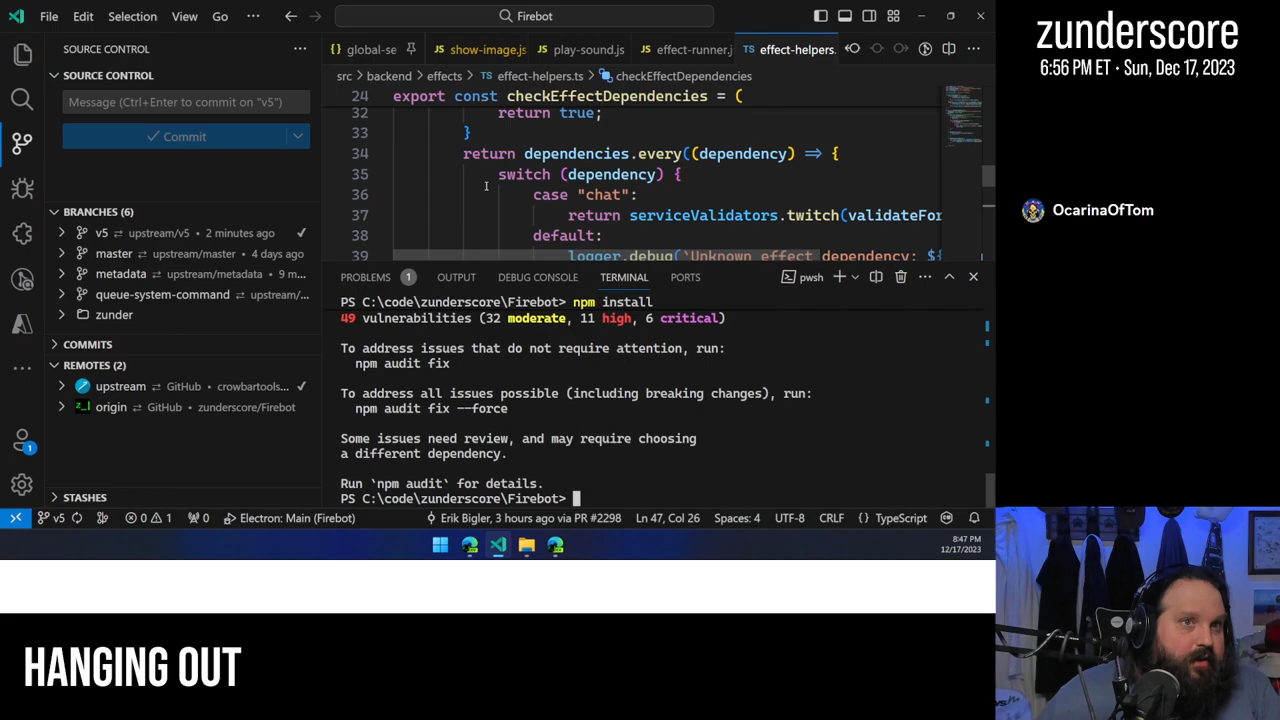 File Edit Selection View Go ··· Firebot
zunderscore
6:56 PM ET · Sun, Dec 17, 2023
OcarinaOfTom
SOURCE CONTROL
SOURCE CONTROL
Message (Ctrl+Enter to commit on "v5")
Commit
BRANCHES (6)
v5 ⇄ upstream/v5 • 2 minutes ago
master ⇄ upstream/master • 4 days ago
metadata ⇄ upstream/metadata • 9 m...
queue-system-command ⇄ upstream/...
zunder
COMMITS
REMOTES (2)
upstream ⇄ GitHub • crowbartools...
origin ⇄ GitHub • zunderscore/Firebot
STASHES
global-se JS show-image.js JS play-sound.js JS effect-runner.j TS effect-helpers.
src > backend > effects > TS effect-helpers.ts > checkEffectDependencies
24 export const checkEffectDependencies = (
32 return true;
33 }
34 return dependencies.every((dependency) => {
35 switch (dependency) {
36 case "chat":
37 return serviceValidators.twitch(validateFor
38 default:
39 logger.debug(`Unknown effect dependency: ${
PROBLEMS 1 OUTPUT DEBUG CONSOLE TERMINAL PORTS pwsh
PS C:\code\zunderscore\Firebot> npm install
49 vulnerabilities (32 moderate, 11 high, 6 critical)
To address issues that do not require attention, run:
npm audit fix
To address all issues possible (including breaking changes), run:
npm audit fix --force
Some issues need review, and may require choosing
a different dependency.
Run `npm audit` for details.
PS C:\code\zunderscore\Firebot>
1
v5 0 1 0 Electron: Main (Firebot) Erik Bigler, 3 hours ago via PR #2298 Ln 47, Col 26 Spaces: 4 UTF-8 CRLF { } TypeScript
8:47 PM
12/17/2023
HANGING OUT